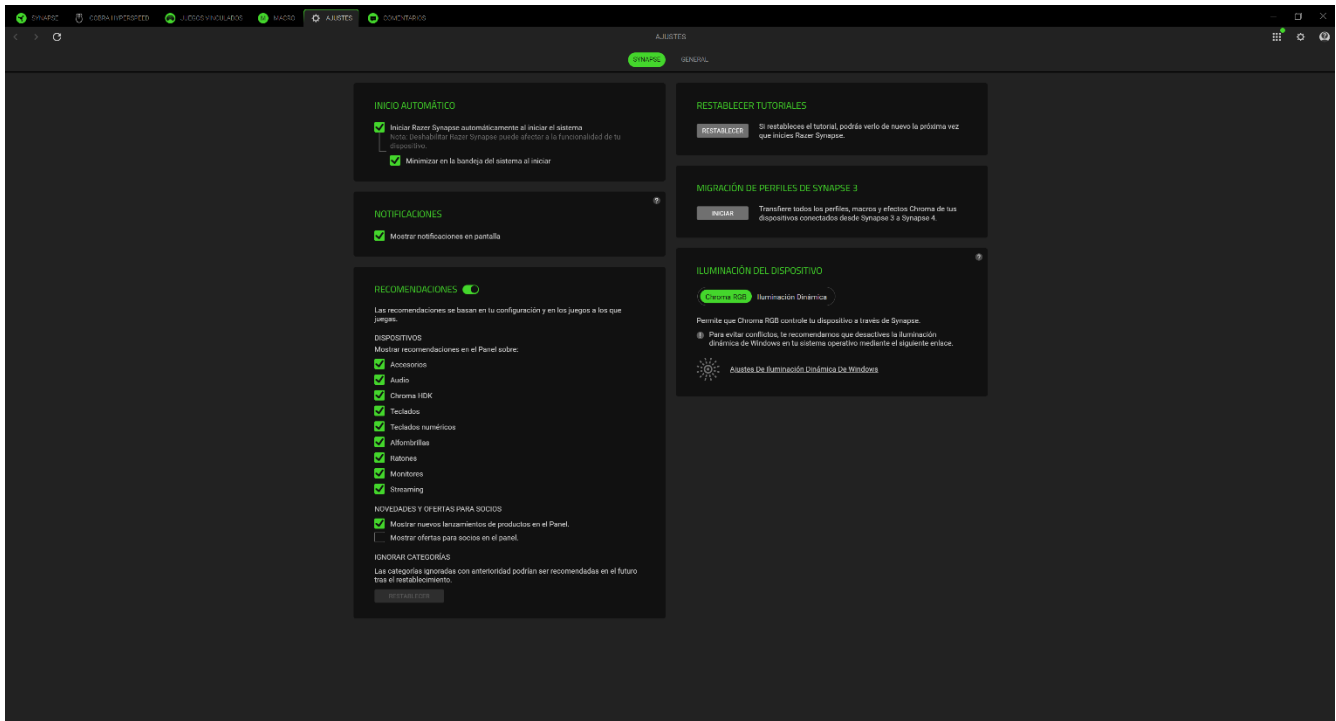 SYNAPSE
COBRA HYPERSPEED
JUEGOS VINCULADOS
MACRO
AJUSTES
COMENTARIOS
AJUSTES
SYNAPSE
GENERAL
INICIO AUTOMÁTICO
Iniciar Razer Synapse automáticamente al iniciar el sistema
Nota: Deshabilitar Razer Synapse puede afectar a la funcionalidad de tu
dispositivo.
Minimizar en la bandeja del sistema al iniciar
NOTIFICACIONES
Mostrar notificaciones en pantalla
RECOMENDACIONES
Las recomendaciones se basan en tu configuración y en los juegos a los que
juegas.
DISPOSITIVOS
Mostrar recomendaciones en el Panel sobre:
Accesorios
Audio
Chroma HDK
Teclados
Teclados numéricos
Alfombrillas
Ratones
Monitores
Streaming
NOVEDADES Y OFERTAS PARA SOCIOS
Mostrar nuevos lanzamientos de productos en el Panel.
Mostrar ofertas para socios en el panel.
IGNORAR CATEGORÍAS
Las categorías ignoradas con anterioridad podrían ser recomendadas en el futuro
tras el restablecimiento.
RESTABLECER
RESTABLECER TUTORIALES
RESTABLECER
Si restableces el tutorial, podrás verlo de nuevo la próxima vez
que inicies Razer Synapse.
MIGRACIÓN DE PERFILES DE SYNAPSE 3
INICIAR
Transfiere todos los perfiles, macros y efectos Chroma de tus
dispositivos conectados desde Synapse 3 a Synapse 4.
ILUMINACIÓN DEL DISPOSITIVO
Chroma RGB
Iluminación Dinámica
Permite que Chroma RGB controle tu dispositivo a través de Synapse.
Para evitar conflictos, te recomendamos que desactives la iluminación
dinámica de Windows en tu sistema operativo mediante el siguiente enlace.
Ajustes De Iluminación Dinámica De Windows